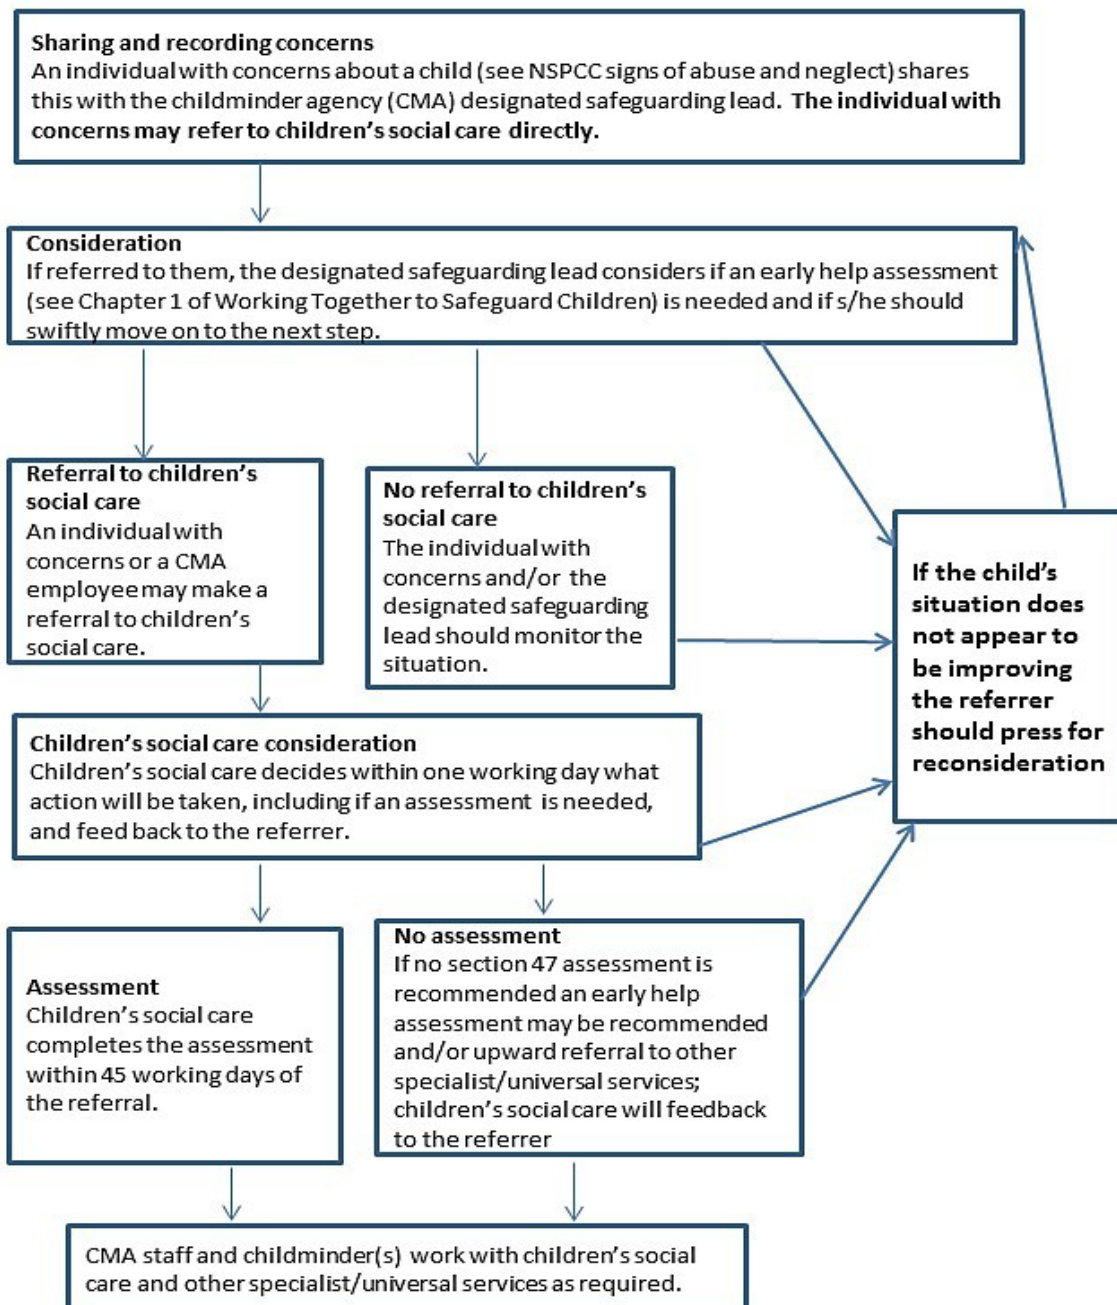 Sharing and recording concerns
An individual with concerns about a child (see NSPCC signs of abuse and neglect) shares
this with the childminder agency (CMA) designated safeguarding lead. The individual with
concerns may refer to children's social care directly.
Consideration
If referred to them, the designated safeguarding lead considers if an early help assessment
(see Chapter 1 of Working Together to Safeguard Children) is needed and if s/he should
swiftly move on to the next step.
Referral to children's
social care
An individual with
concerns or a CMA
employee may make a
referral to children's
social care.
No referral to children's
social care
The individual with
concerns and/or the
designated safeguarding
lead should monitor the
situation.
If the child's
situation does
not appear to
be improving
the referrer
should press for
reconsideration
Children's social care consideration
Children's social care decides within one working day what
action will be taken, including if an assessment is needed,
and feed back to the referrer.
Assessment
Children's social care
completes the assessment
within 45 working days of
the referral.
No assessment
If no section 47 assessment is
recommended an early help
assessment may be recommended
and/or upward referral to other
specialist/universal services;
children's social care will feedback
to the referrer
CMA staff and childminder(s) work with children's social
care and other specialist/universal services as required.